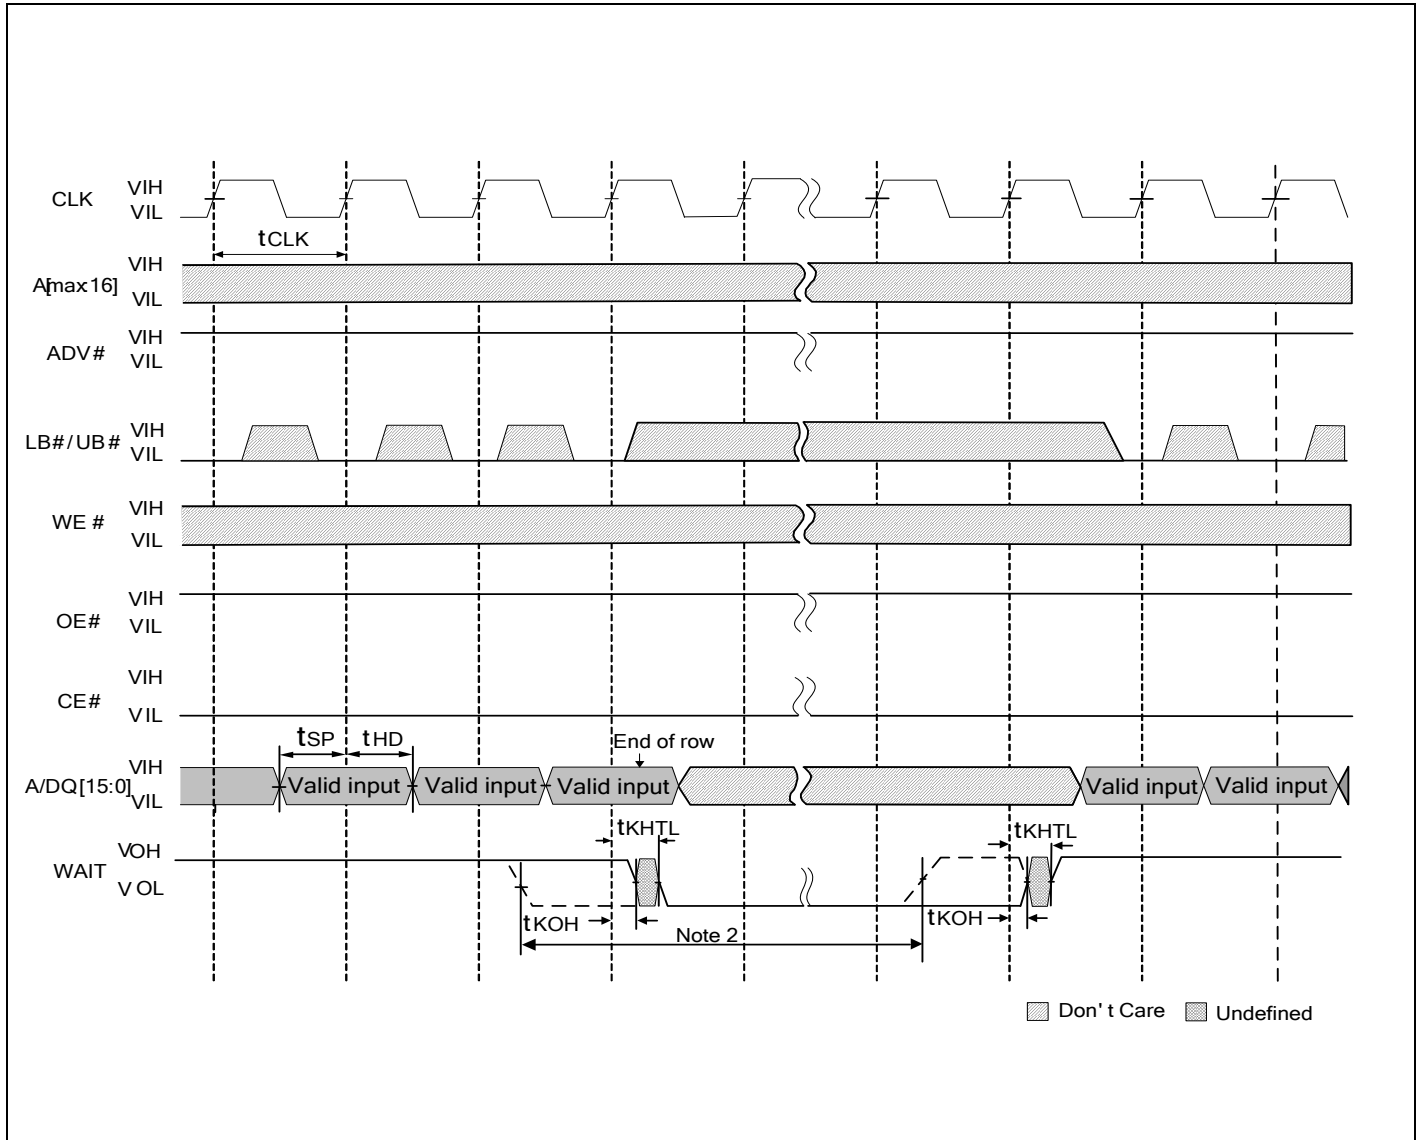 CLK
VIH
VIL
tCLK
A[max16]
VIH
VIL
ADV#
VIH
VIL
LB#/UB#
VIH
VIL
WE #
VIH
VIL
OE#
VIH
VIL
CE#
VIH
VIL
tSP
tHD
End of row
A/DQ[15:0]
VIH
VIL
Valid input
Valid input
Valid input
Valid input
Valid input
WAIT
VOH
VOL
tKHTL
tKHTL
tKOH
tKOH
Note 2
Don't Care
Undefined